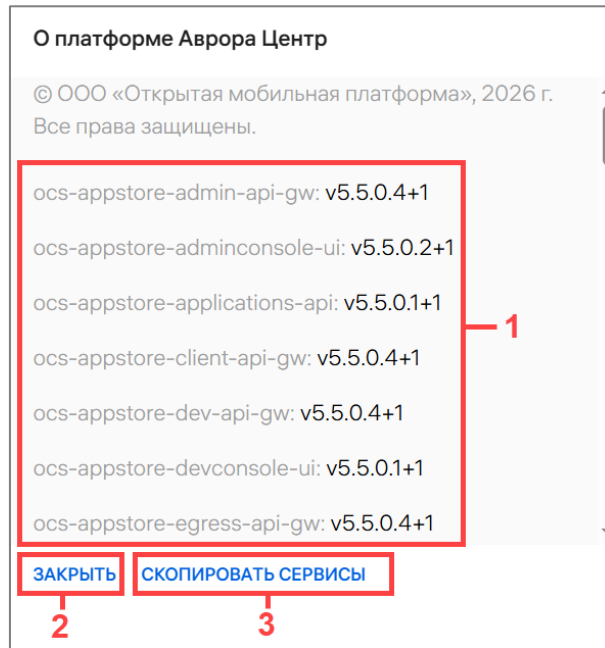 О платформе Аврора Центр
© ООО «Открытая мобильная платформа», 2026 г.
Все права защищены.
ocs-appstore-admin-api-gw: v5.5.0.4+1
ocs-appstore-adminconsole-ui: v5.5.0.2+1
ocs-appstore-applications-api: v5.5.0.1+1
1
ocs-appstore-client-api-gw: v5.5.0.4+1
ocs-appstore-dev-api-gw: v5.5.0.4+1
ocs-appstore-devconsole-ui: v5.5.0.1+1
ocs-appstore-egress-api-gw: v5.5.0.4+1
ЗАКРЫТЬ СКОПИРОВАТЬ СЕРВИСЫ
2 3